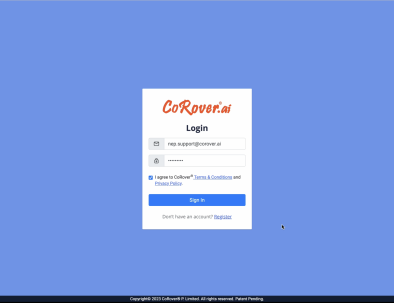 CoRover®.ai
Login
nep.support@corover.ai
••••••••
I agree to CoRover® Terms & Conditions and
Privacy Policy.
Sign in
Don't have an account? Register
Copyright© 2023 CoRover® P. Limited. All rights reserved. Patent Pending.